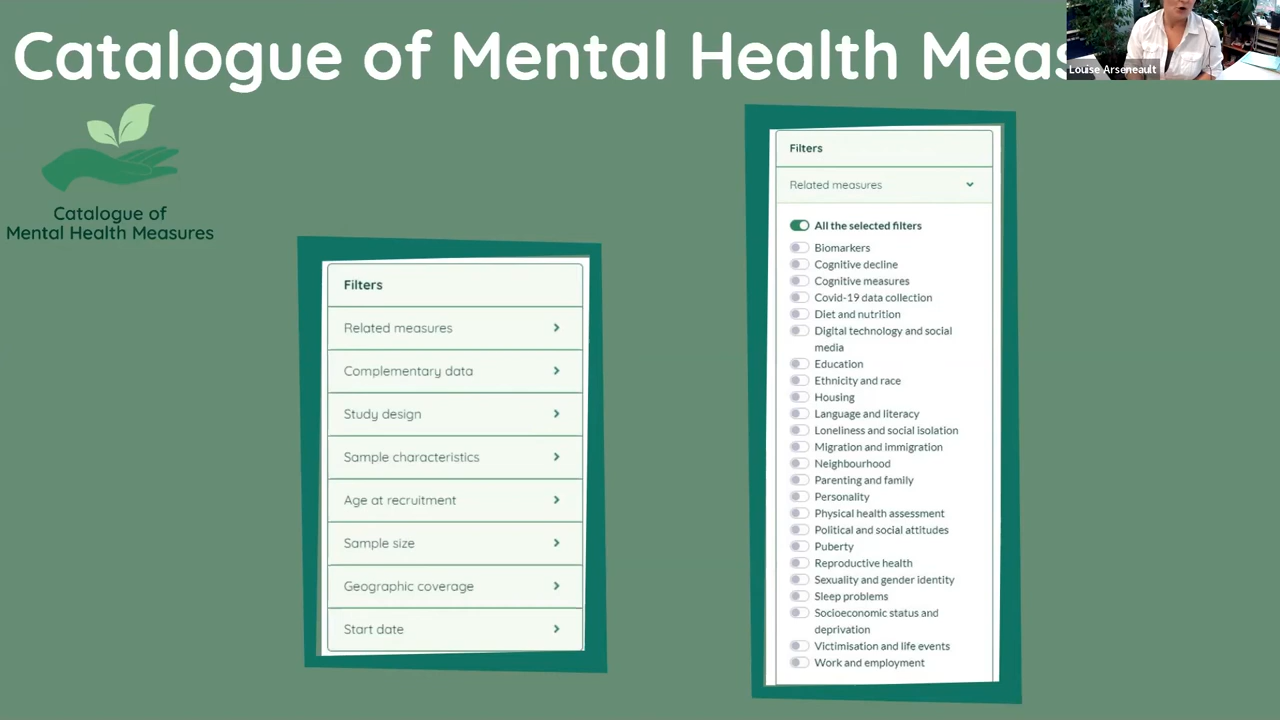 Catalogue of Mental Health Meas
Louise Arseneault
Catalogue of
Mental Health Measures
Filters
Related measures
Complementary data
Study design
Sample characteristics
Age at recruitment
Sample size
Geographic coverage
Start date
Filters
Related measures
All the selected filters
Biomarkers
Cognitive decline
Cognitive measures
Covid-19 data collection
Diet and nutrition
Digital technology and social
media
Education
Ethnicity and race
Housing
Language and literacy
Loneliness and social isolation
Migration and immigration
Neighbourhood
Parenting and family
Personality
Physical health assessment
Political and social attitudes
Puberty
Reproductive health
Sexuality and gender identity
Sleep problems
Socioeconomic status and
deprivation
Victimisation and life events
Work and employment